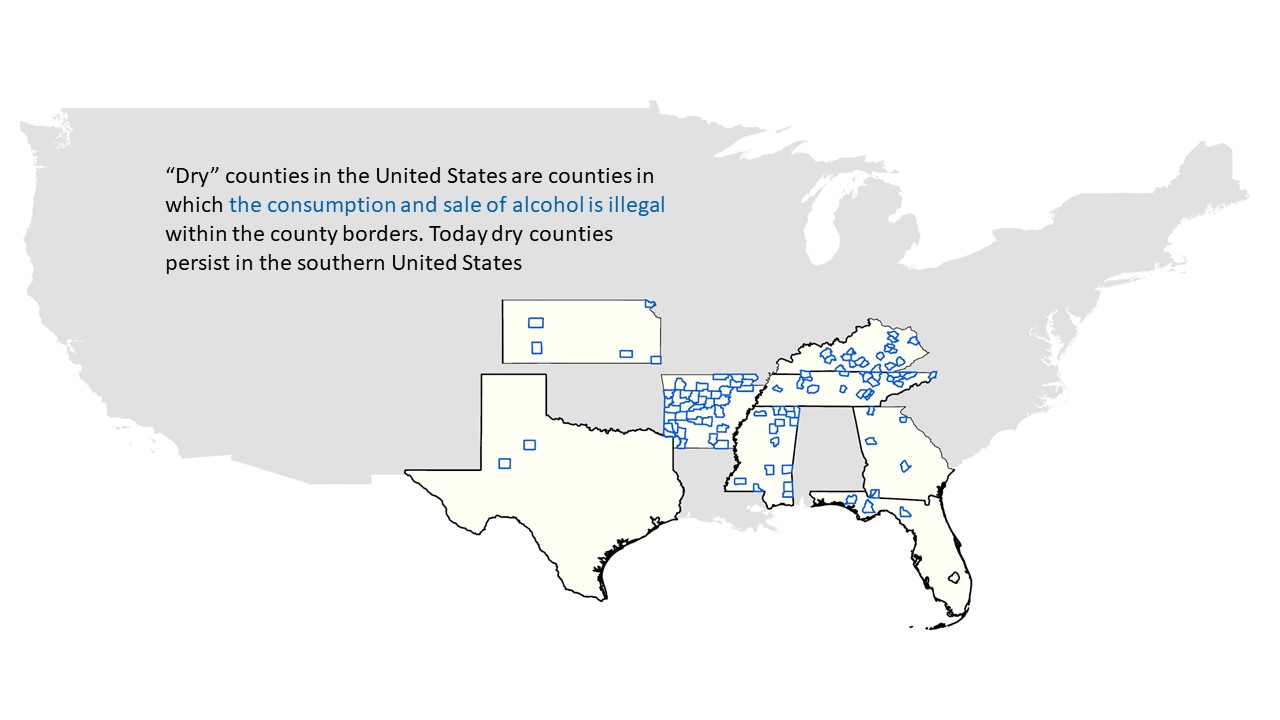 “Dry” counties in the United States are counties in
which the consumption and sale of alcohol is illegal
within the county borders. Today dry counties
persist in the southern United States